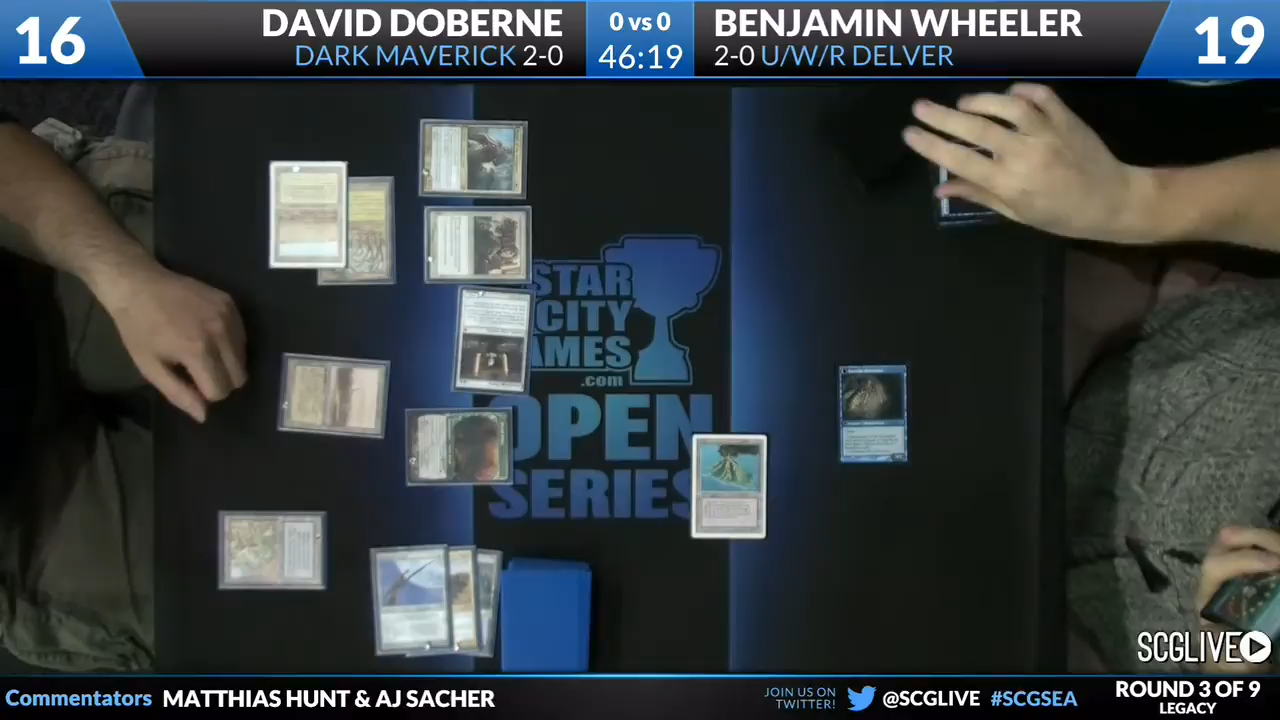 16
DAVID DOBERNE
DARK MAVERICK 2-0
0 vs 0
46:19
BENJAMIN WHEELER
2-0 U/W/R DELVER
19
STAR
CITY
AMES
.com
OPEN
SERIES
SCGLIVE
Commentators MATTHIAS HUNT & AJ SACHER
JOIN US ON
TWITTER!
@SCGLIVE #SCGSEA
ROUND 3 OF 9
LEGACY